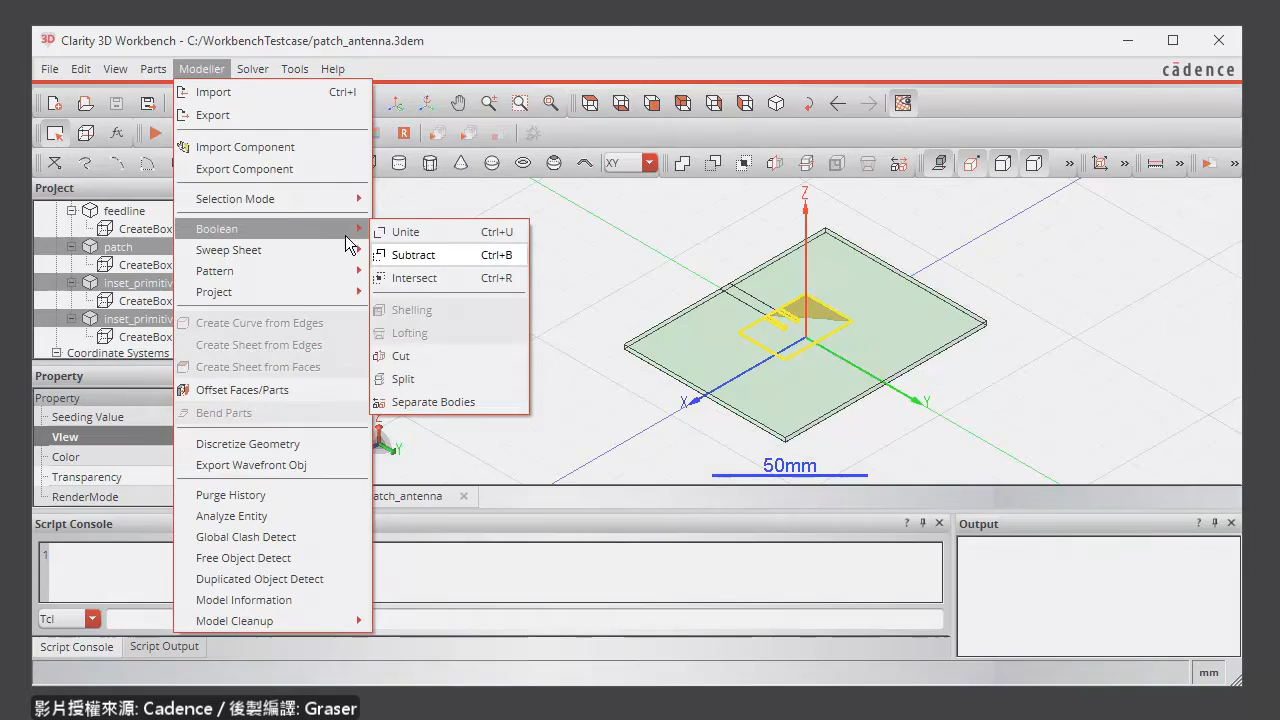 3D Clarity 3D Workbench - C:/WorkbenchTestcase/patch_antenna.3dem
File Edit View Parts Modeller Solver Tools Help
cādence
Import Ctrl+I
Export
Import Component
Export Component
Selection Mode
Boolean
Sweep Sheet
Pattern
Project
Create Curve from Edges
Create Sheet from Edges
Create Sheet from Faces
Offset Faces/Parts
Bend Parts
Discretize Geometry
Export Wavefront Obj
Purge History
Analyze Entity
Global Clash Detect
Free Object Detect
Duplicated Object Detect
Model Information
Model Cleanup
Unite Ctrl+U
Subtract Ctrl+B
Intersect Ctrl+R
Shelling
Lofting
Cut
Split
Separate Bodies
fx
R
XY
Project
feedline
CreateBox
patch
CreateBox
inset_primitiv
CreateBox
inset_primitiv
CreateBox
Coordinate Systems
Property
Property
Seeding Value
View
Color
Transparency
RenderMode
Z
X
Y
50mm
Z
Y
atch_antenna
Script Console
1
Tcl
Script Console Script Output
Output
mm
影片授權來源: Cadence / 後製編譯: Graser